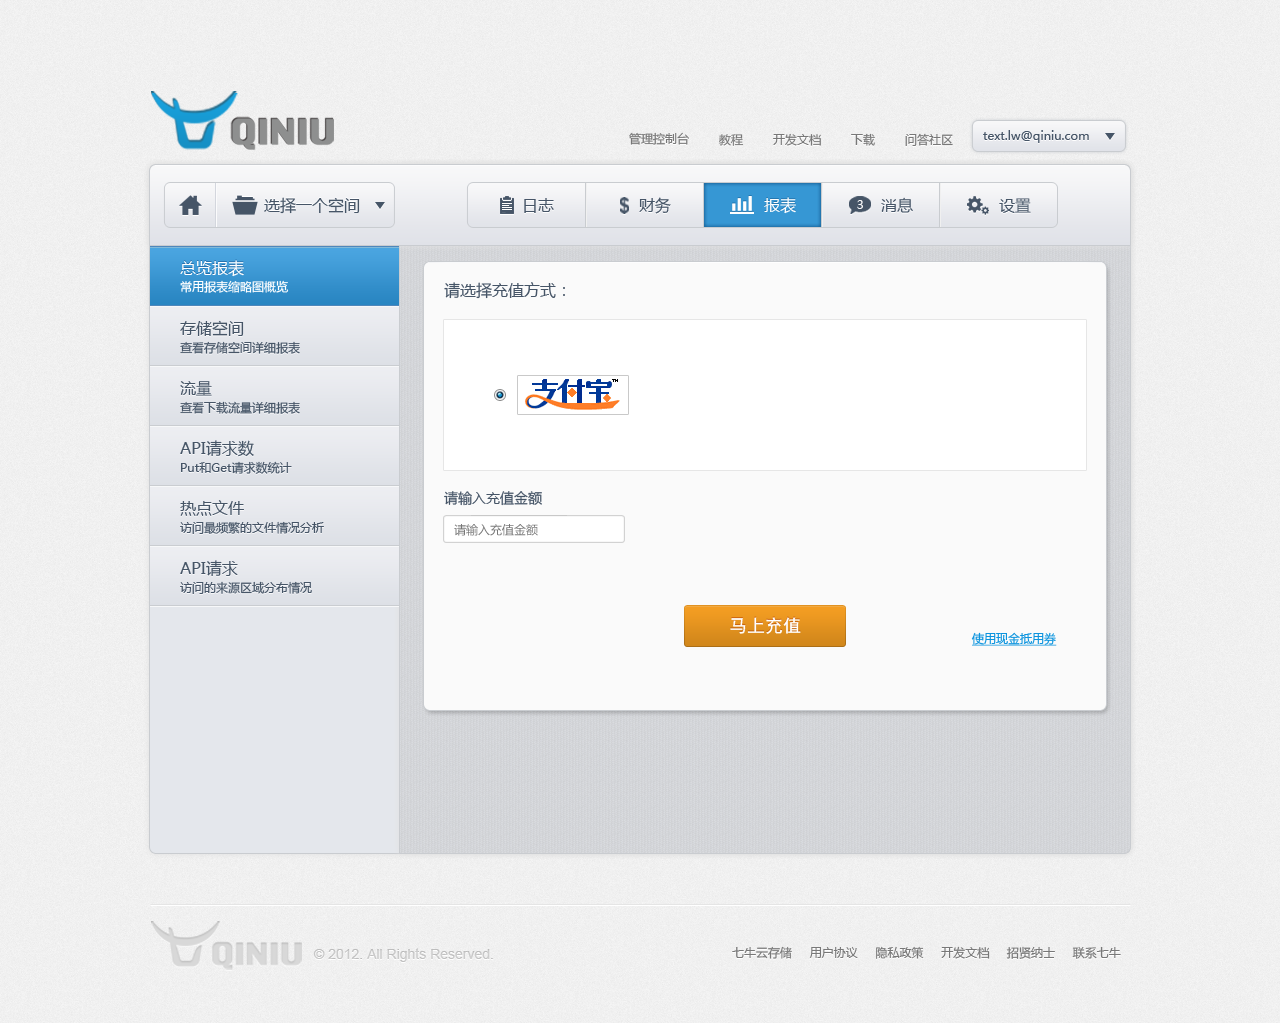 QINIU
管理控制台 教程 开发文档 下载 问答社区 text.lw@qiniu.com
选择一个空间 日志 财务 报表 3 消息 设置
总览报表
常用报表缩略图概览
存储空间
查看存储空间详细报表
流量
查看下载流量详细报表
API请求数
Put和Get请求数统计
热点文件
访问最频繁的文件情况分析
API请求
访问的来源区域分布情况
请选择充值方式：
支付宝™
请输入充值金额
请输入充值金额
马上充值
使用现金抵用券
QINIU © 2012. All Rights Reserved.
七牛云存储 用户协议 隐私政策 开发文档 招贤纳士 联系七牛